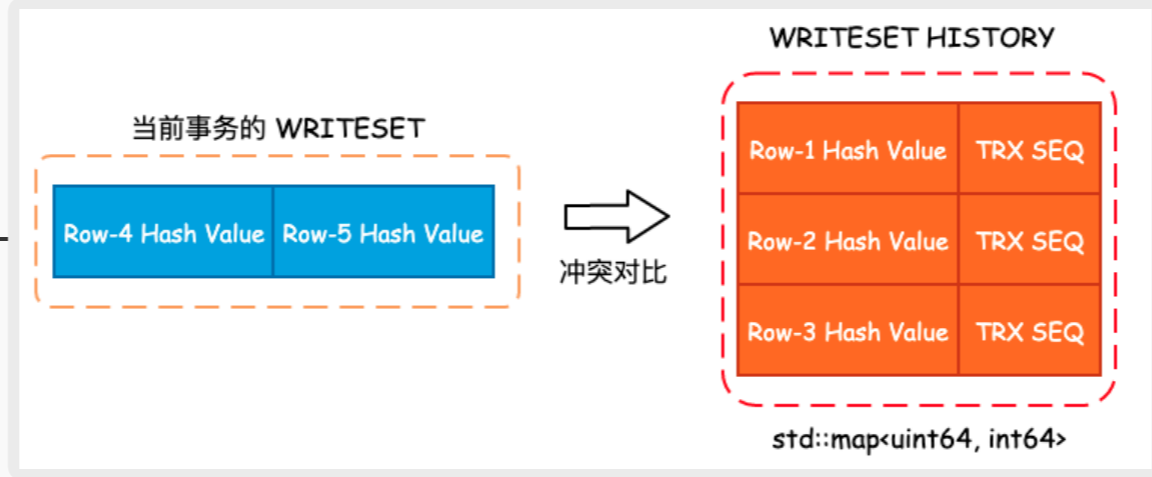 WRITESET HISTORY
当前事务的 WRITESET
Row-4 Hash Value Row-5 Hash Value
冲突对比
Row-1 Hash Value TRX SEQ
Row-2 Hash Value TRX SEQ
Row-3 Hash Value TRX SEQ
std::map<uint64, int64>